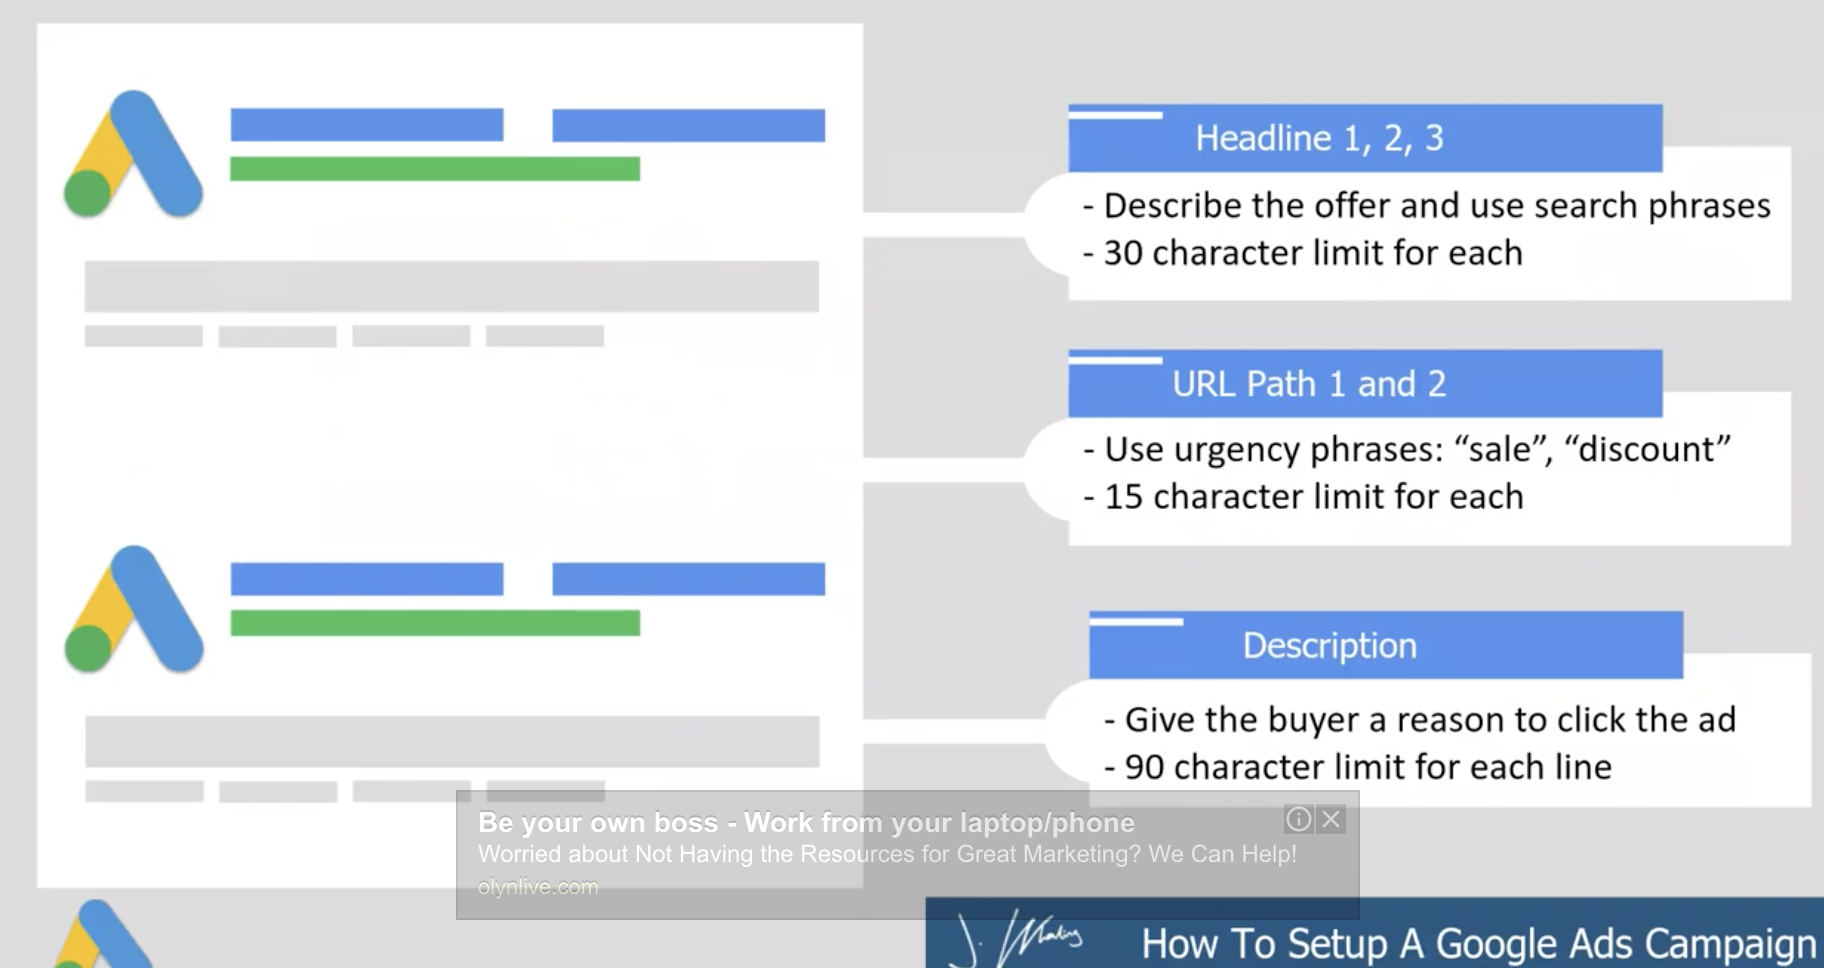 Headline 1, 2, 3
- Describe the offer and use search phrases
- 30 character limit for each
URL Path 1 and 2
- Use urgency phrases: “sale”, “discount”
- 15 character limit for each
Description
- Give the buyer a reason to click the ad
- 90 character limit for each line
Be your own boss - Work from your laptop/phone
Worried about Not Having the Resources for Great Marketing? We Can Help!
olynlive.com
How To Setup A Google Ads Campaign